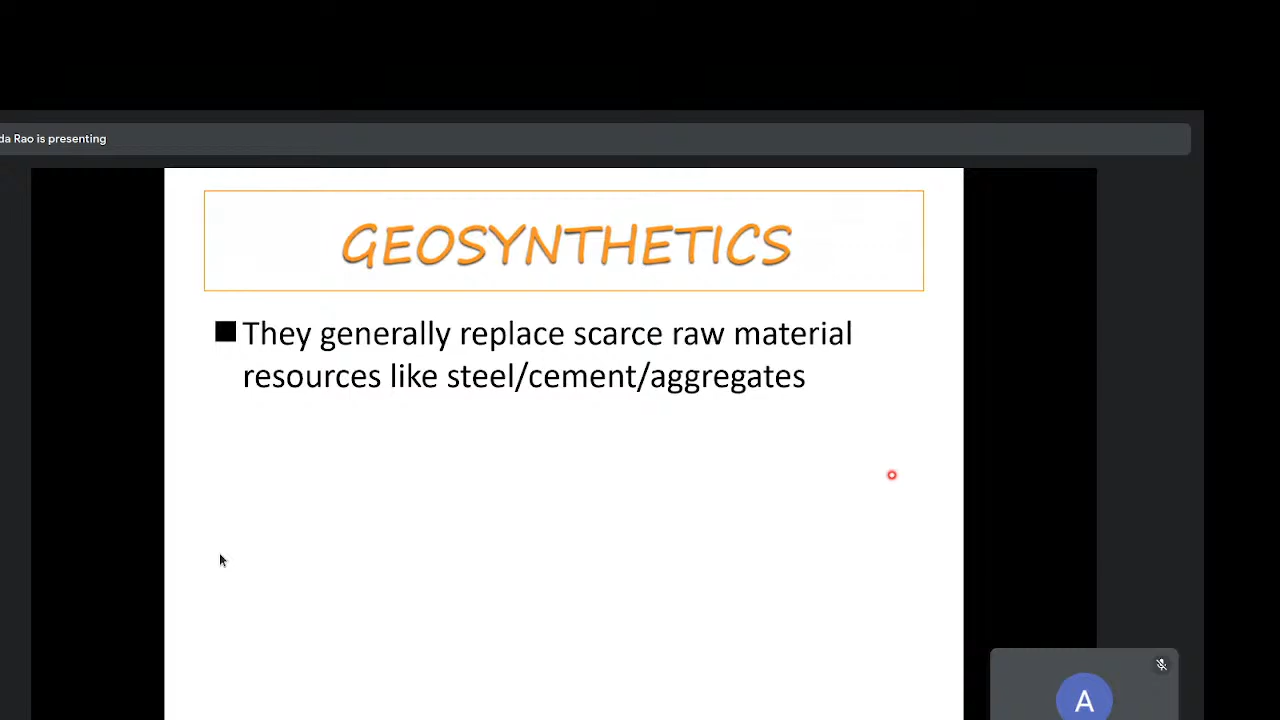 da Rao is presenting
GEOSYNTHETICS
They generally replace scarce raw material
resources like steel/cement/aggregates
A